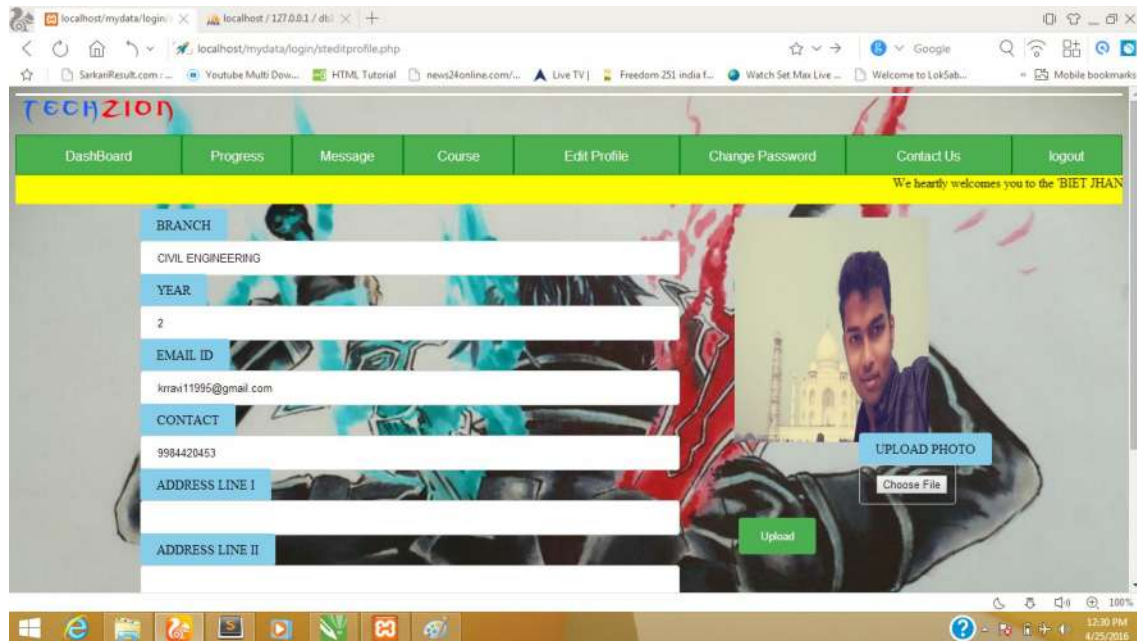 localhost/mydata/login/
localhost / 127.0.0.1 / db
localhost/mydata/login/steditprofile.php
Google
SarkariResult.com : ...
Youtube Multi Dow...
HTML Tutorial
news24online.com/...
Live TV |
Freedom 251 india f...
Watch Set Max Live ...
Welcome to LokSab...
Mobile bookmarks
TECHZION
DashBoard
Progress
Message
Course
Edit Profile
Change Password
Contact Us
logout
We heartly welcomes you to the 'BIET JHAN
BRANCH
CIVIL ENGINEERING
YEAR
2
EMAIL ID
krravi11995@gmail.com
CONTACT
9984420453
ADDRESS LINE I
ADDRESS LINE II
UPLOAD PHOTO
Choose File
Upload
100%
12:30 PM
4/25/2016